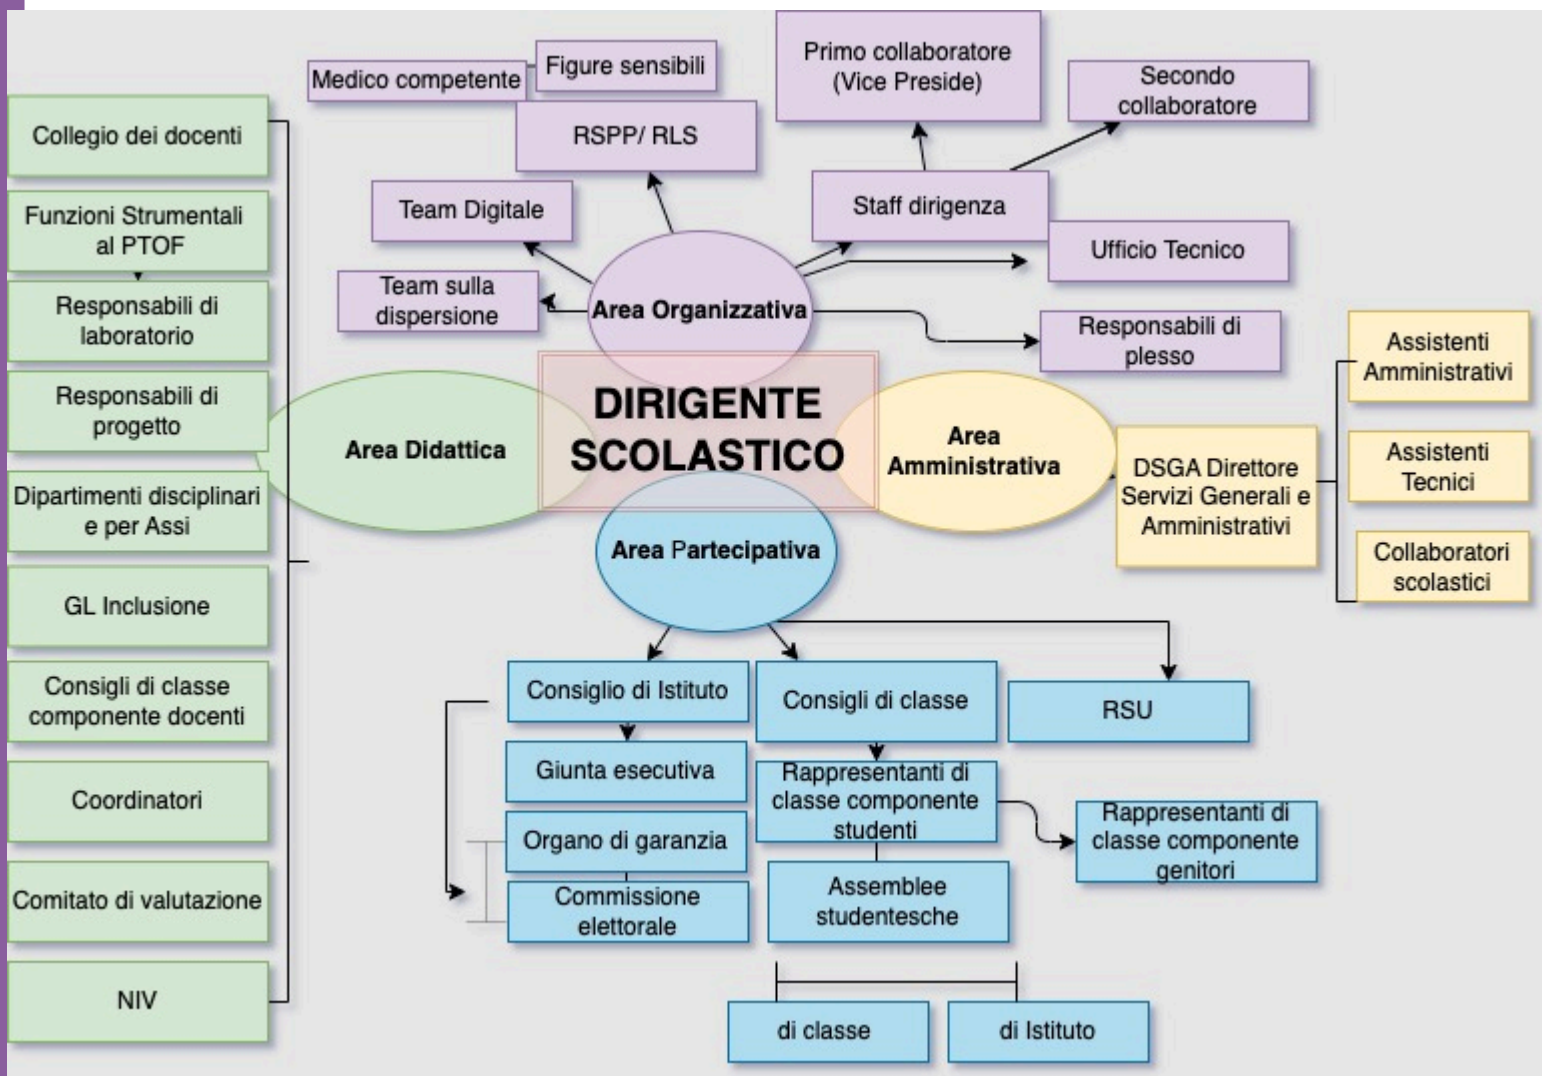 Figure sensibili
Medico competente
RSPP/ RLS
Primo collaboratore
(Vice Preside)
Secondo
collaboratore
Team Digitale
Staff dirigenza
Ufficio Tecnico
Team sulla
dispersione
Area Organizzativa
Responsabili di
plesso
Collegio dei docenti
Funzioni Strumentali
al PTOF
Responsabili di
laboratorio
Responsabili di
progetto
Dipartimenti disciplinari
e per Assi
GL Inclusione
Consigli di classe
componente docenti
Coordinatori
Comitato di valutazione
NIV
Area Didattica
DIRIGENTE
SCOLASTICO
Area
Amministrativa
DSGA Direttore
Servizi Generali e
Amministrativi
Assistenti
Amministrativi
Assistenti
Tecnici
Collaboratori
scolastici
Area Partecipativa
Consiglio di Istituto
Giunta esecutiva
Organo di garanzia
Commissione
elettorale
Consigli di classe
Rappresentanti di
classe componente
studenti
Rappresentanti di
classe componente
genitori
Assemblee
studentesche
di classe
di Istituto
RSU